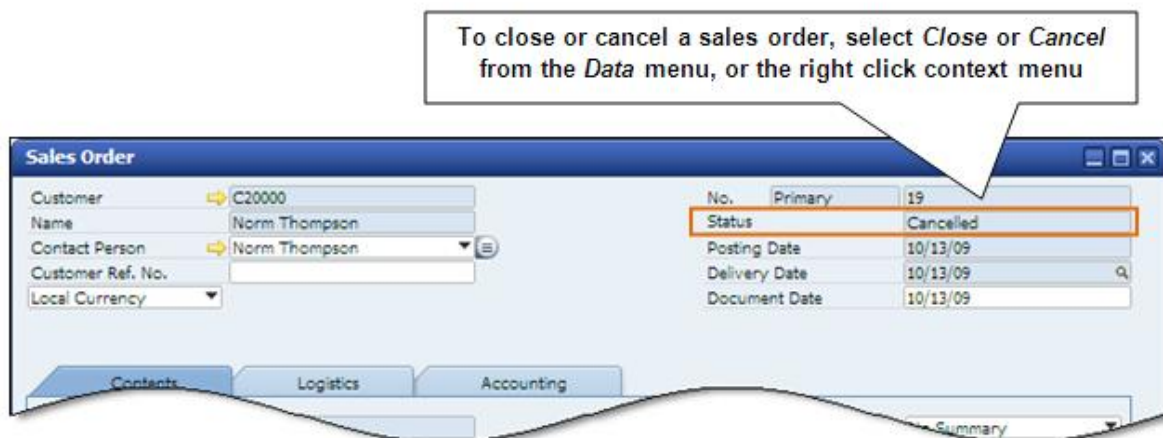 To close or cancel a sales order, select Close or Cancel
from the Data menu, or the right click context menu
Sales Order
Customer C20000 No. Primary 19
Name Norm Thompson Status Cancelled
Contact Person Norm Thompson Posting Date 10/13/09
Customer Ref. No. Delivery Date 10/13/09
Local Currency Document Date 10/13/09
Contents Logistics Accounting
Summary